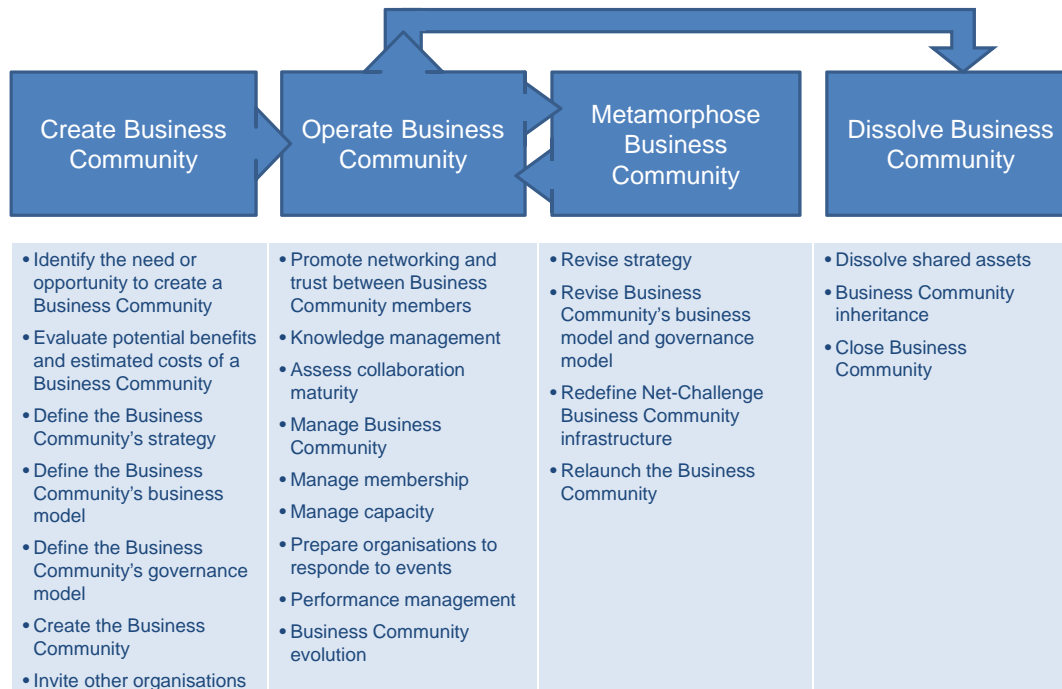 Create Business
Community
Operate Business
Community
Metamorphose
Business
Community
Dissolve Business
Community
• Identify the need or
opportunity to create a
Business Community
• Evaluate potential benefits
and estimated costs of a
Business Community
• Define the Business
Community's strategy
• Define the Business
Community's business
model
• Define the Business
Community's governance
model
• Create the Business
Community
• Invite other organisations
• Promote networking and
trust between Business
Community members
• Knowledge management
• Assess collaboration
maturity
• Manage Business
Community
• Manage membership
• Manage capacity
• Prepare organisations to
responde to events
• Performance management
• Business Community
evolution
• Revise strategy
• Revise Business
Community's business
model and governance
model
• Redefine Net-Challenge
Business Community
infrastructure
• Relaunch the Business
Community
• Dissolve shared assets
• Business Community
inheritance
• Close Business
Community